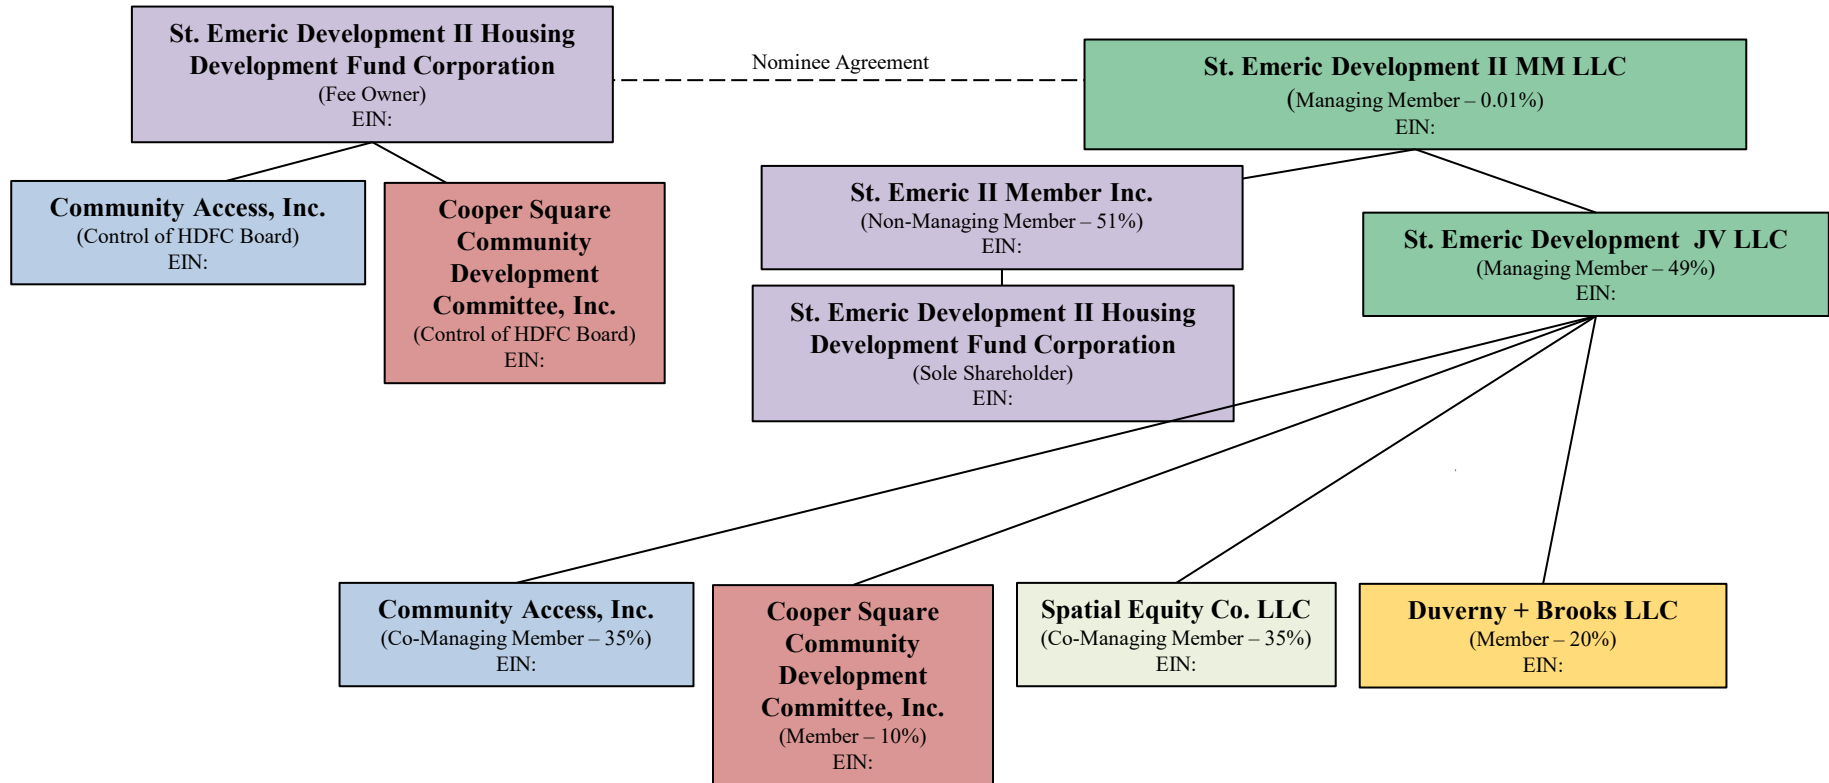 St. Emeric Development II Housing
Development Fund Corporation
(Fee Owner)
EIN:
Nominee Agreement
St. Emeric Development II MM LLC
(Managing Member – 0.01%)
EIN:
Community Access, Inc.
(Control of HDFC Board)
EIN:
Cooper Square
Community
Development
Committee, Inc.
(Control of HDFC Board)
EIN:
St. Emeric II Member Inc.
(Non-Managing Member – 51%)
EIN:
St. Emeric Development JV LLC
(Managing Member – 49%)
EIN:
St. Emeric Development II Housing
Development Fund Corporation
(Sole Shareholder)
EIN:
Community Access, Inc.
(Co-Managing Member – 35%)
EIN:
Cooper Square
Community
Development
Committee, Inc.
(Member – 10%)
EIN:
Spatial Equity Co. LLC
(Co-Managing Member – 35%)
EIN:
Duverny + Brooks LLC
(Member – 20%)
EIN: